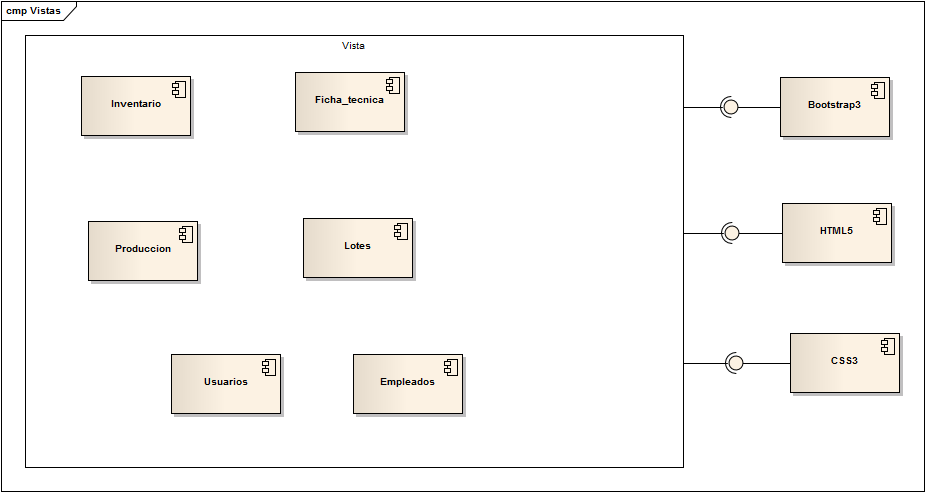 cmp Vistas
Vista
Inventario
Ficha_tecnica
Bootstrap3
Produccion
Lotes
HTML5
Usuarios
Empleados
CSS3